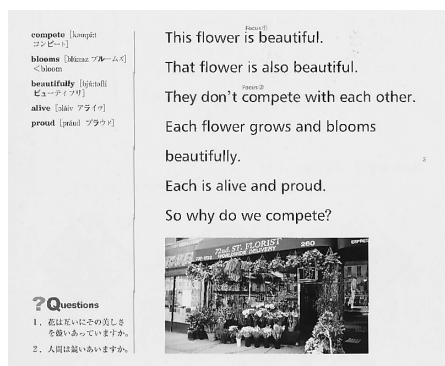 compete [kəmpíːt
コンピート]
blooms [blúːmz ブルームズ]
<bloom
beautifully [bjúːtəfli
ビューティフリ]
alive [əláiv アライヴ]
proud [práud プラウド]
Focus①
This flower is beautiful.
That flower is also beautiful.
Focus②
They don't compete with each other.
Each flower grows and blooms
beautifully.
Each is alive and proud.
So why do we compete?
72nd. ST. FLORIST
WORLDWIDE DELIVERY
260
?Questions
1、花は互いにその美しさ
を競いあっていますか。
2、人間は競いあいますか。